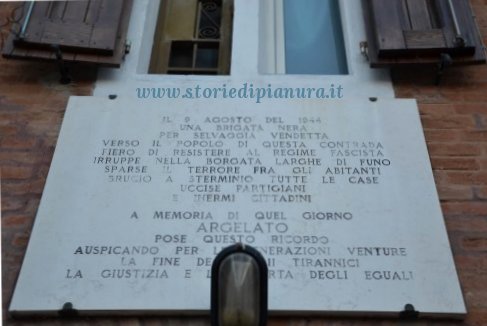 www.storiedipianura.it
IL 9 AGOSTO DEL 1944
UNA BRIGATA NERA
PER SELVAGGIA VENDETTA
VERSO IL POPOLO DI QUESTA CONTRADA
FIERO DI RESISTERE AL REGIME FASCISTA
IRRUPPE NELLA BORGATA LARGHE DI FUNO
SPARSE IL TERRORE FRA GLI ABITANTI
BRUCIO A STERMINIO TUTTE LE CASE
UCCISE PARTIGIANI
E INERMI CITTADINI
A MEMORIA DI QUEL GIORNO
ARGELATO
POSE QUESTO RICORDO
AUSPICANDO PER LE GENERAZIONI VENTURE
LA FINE TIRANNICI
LA GIUSTIZIA E DEGLI EGUALI